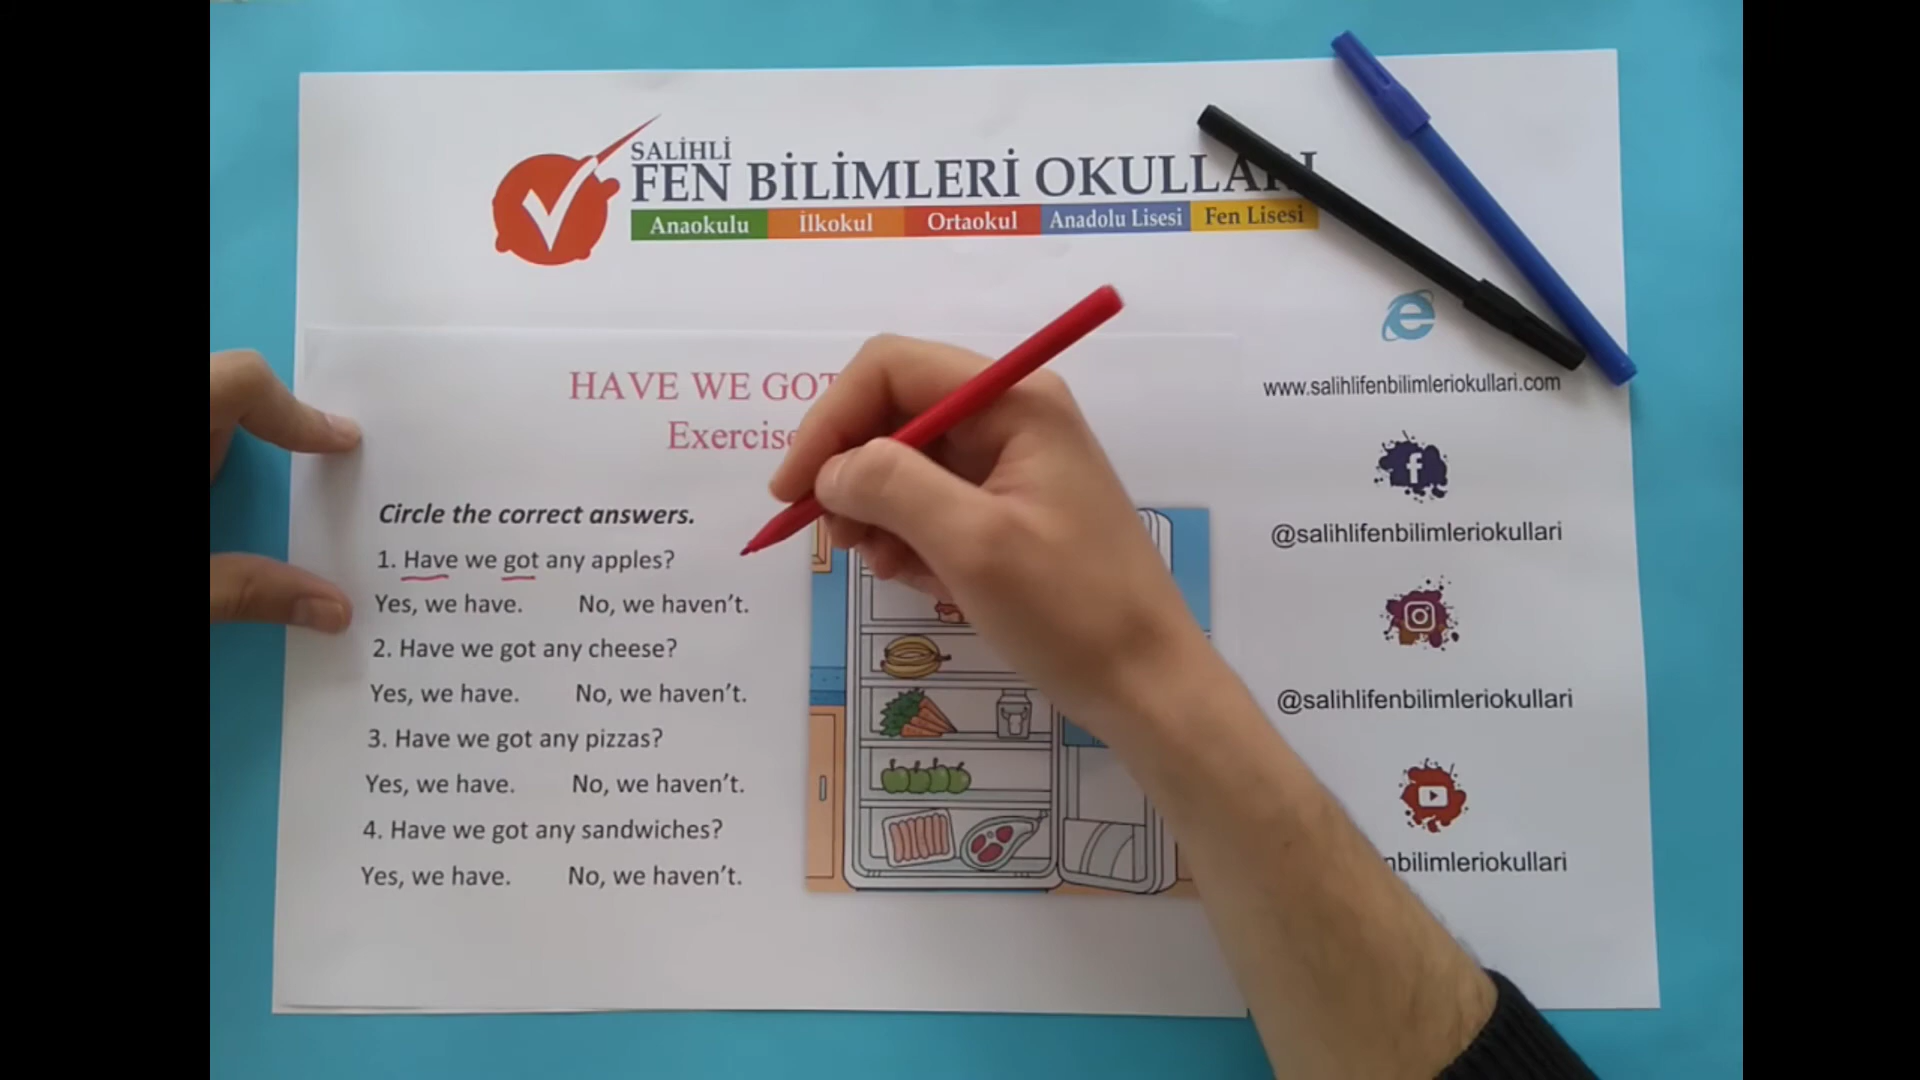 SALİHLİ
FEN BİLİMLERİ OKULLARI
Anaokulu İlkokul Ortaokul Anadolu Lisesi Fen Lisesi
www.salihlifenbilimleriokullari.com
@salihlifenbilimleriokullari
@salihlifenbilimleriokullari
nbilimleriokullari
HAVE WE GOT
Exercise
Circle the correct answers.
1. Have we got any apples?
Yes, we have. No, we haven't.
2. Have we got any cheese?
Yes, we have. No, we haven't.
3. Have we got any pizzas?
Yes, we have. No, we haven't.
4. Have we got any sandwiches?
Yes, we have. No, we haven't.